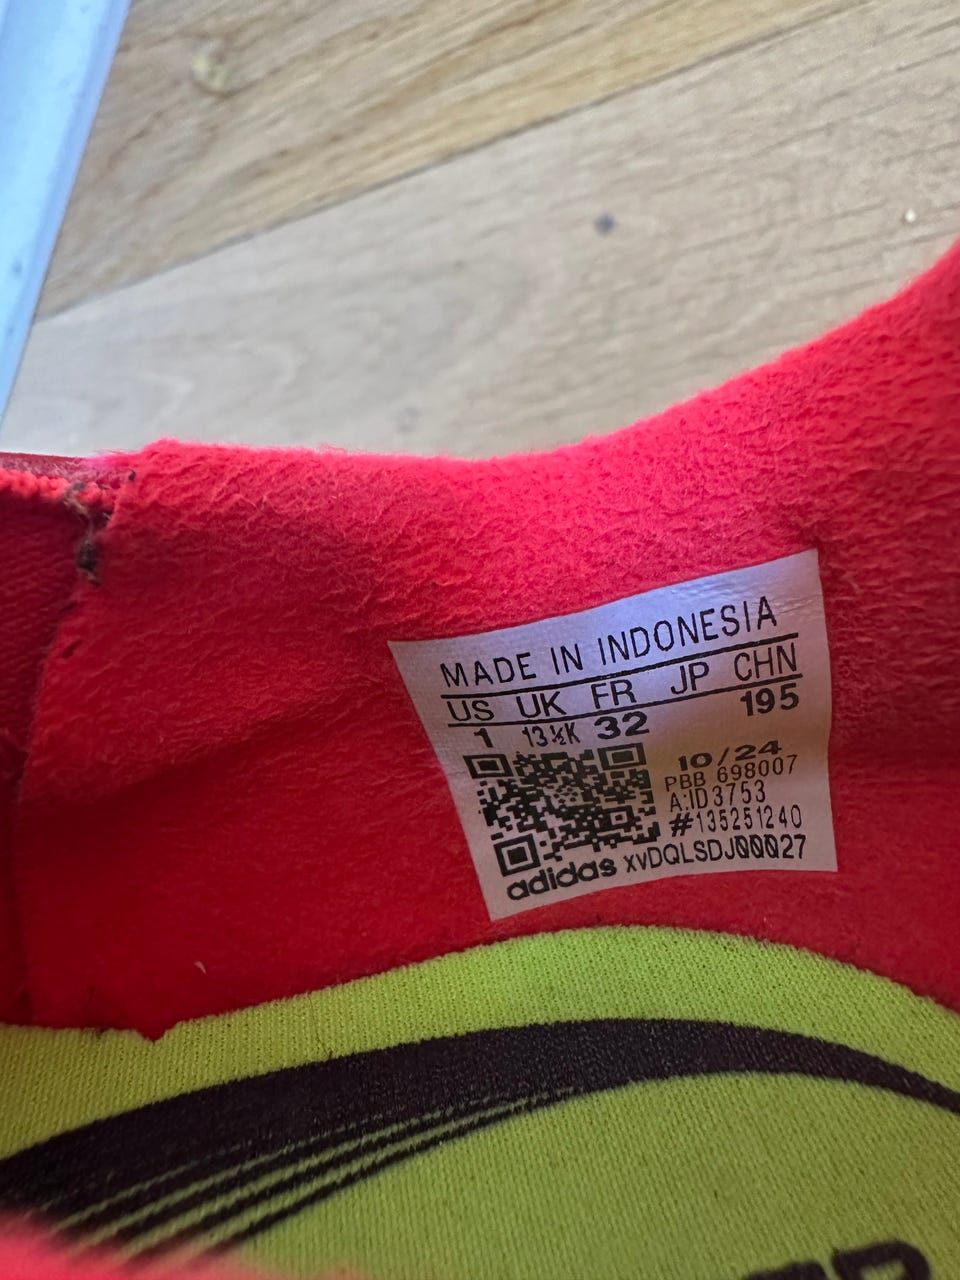 MADE IN INDONESIA
US UK FR JP CHN
1 13½K 32 195
10/24
PBB 698007
A:ID3753
#135251240
adidas XVDQLSDJ00027